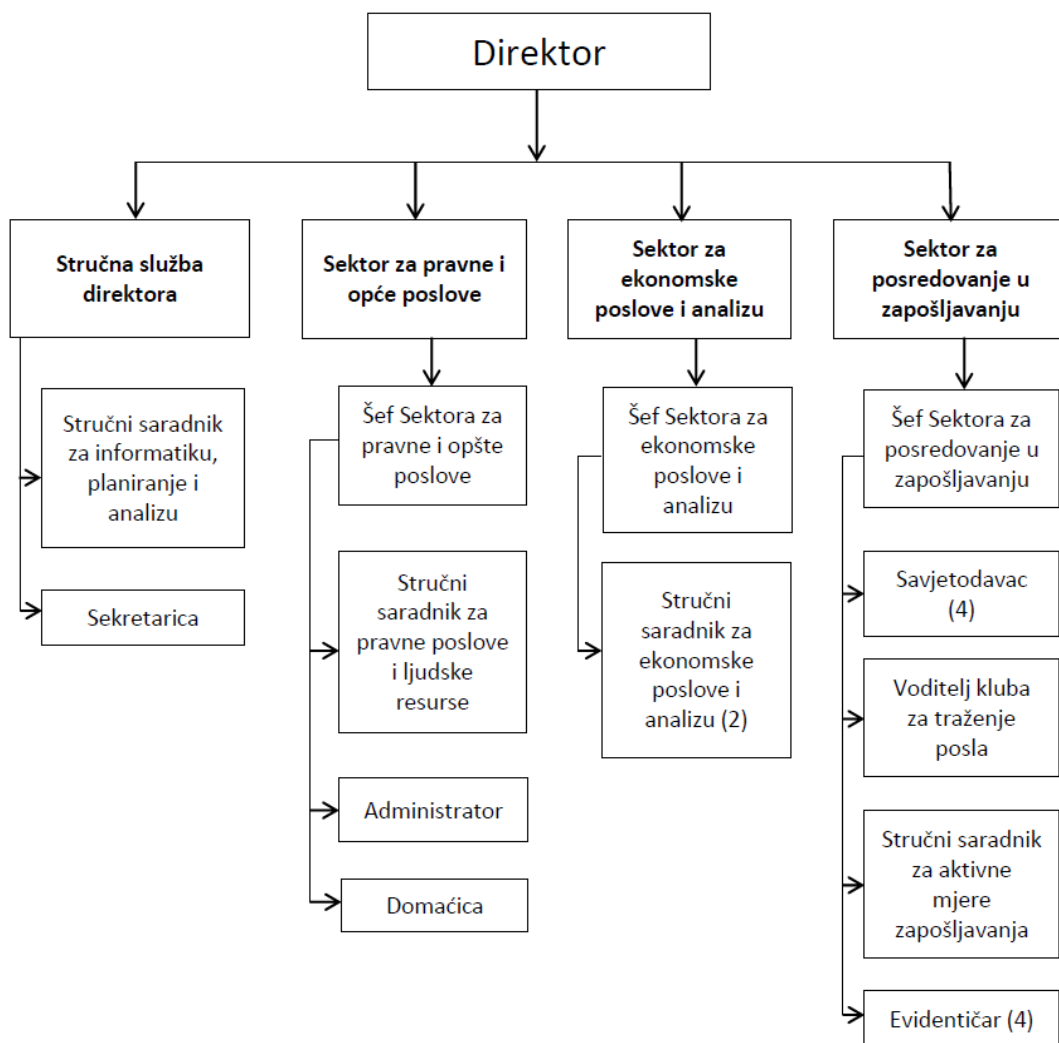 Direktor
Stručna služba
direktora
Sektor za pravne i
opće poslove
Sektor za
ekonomske
poslove i analizu
Sektor za
posredovanje u
zapošljavanju
Stručni saradnik
za informatiku,
planiranje i
analizu
Sekretarica
Šef Sektora za
pravne i opšte
poslove
Stručni
saradnik za
pravne poslove
i ljudske
resurse
Administrator
Domaćica
Šef Sektora za
ekonomske
poslove i
analizu
Stručni
saradnik za
ekonomske
poslove i
analizu (2)
Šef Sektora za
posredovanje u
zapošljavanju
Savjetodavac
(4)
Voditelj kluba
za traženje
posla
Stručni saradnik
za aktivne
mjere
zapošljavanja
Evidentičar (4)